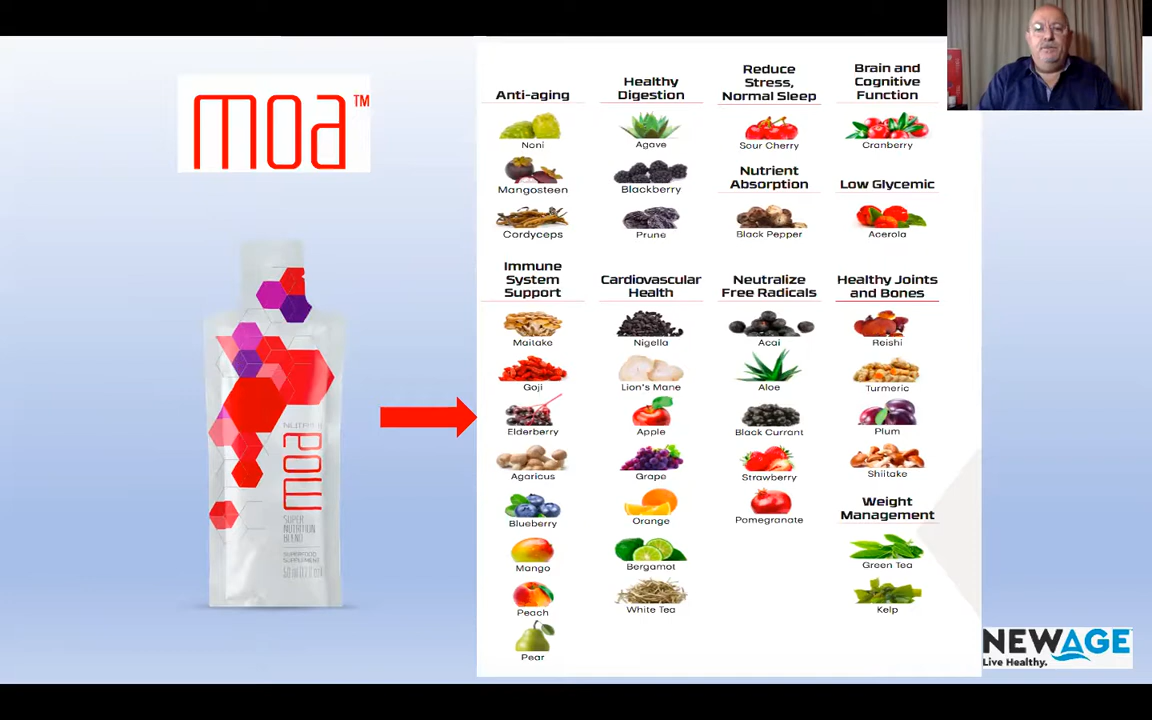 moa™
NUTRIFII
moa
SUPER
NUTRITION
BLEND
SUPERFOOD
SUPPLEMENT
Anti-aging
Noni
Mangosteen
Cordyceps
Healthy
Digestion
Agave
Blackberry
Prune
Reduce
Stress,
Normal Sleep
Sour Cherry
Nutrient
Absorption
Black Pepper
Brain and
Cognitive
Function
Cranberry
Low Glycemic
Acerola
Immune
System
Support
Maitake
Goji
Elderberry
Agaricus
Blueberry
Mango
Peach
Pear
Cardiovascular
Health
Nigella
Lion's Mane
Apple
Grape
Orange
Bergamot
White Tea
Neutralize
Free Radicals
Acai
Aloe
Black Currant
Strawberry
Pomegranate
Healthy Joints
and Bones
Reishi
Turmeric
Plum
Shiitake
Weight
Management
Green Tea
Kelp
NEWAGE
Live Healthy.